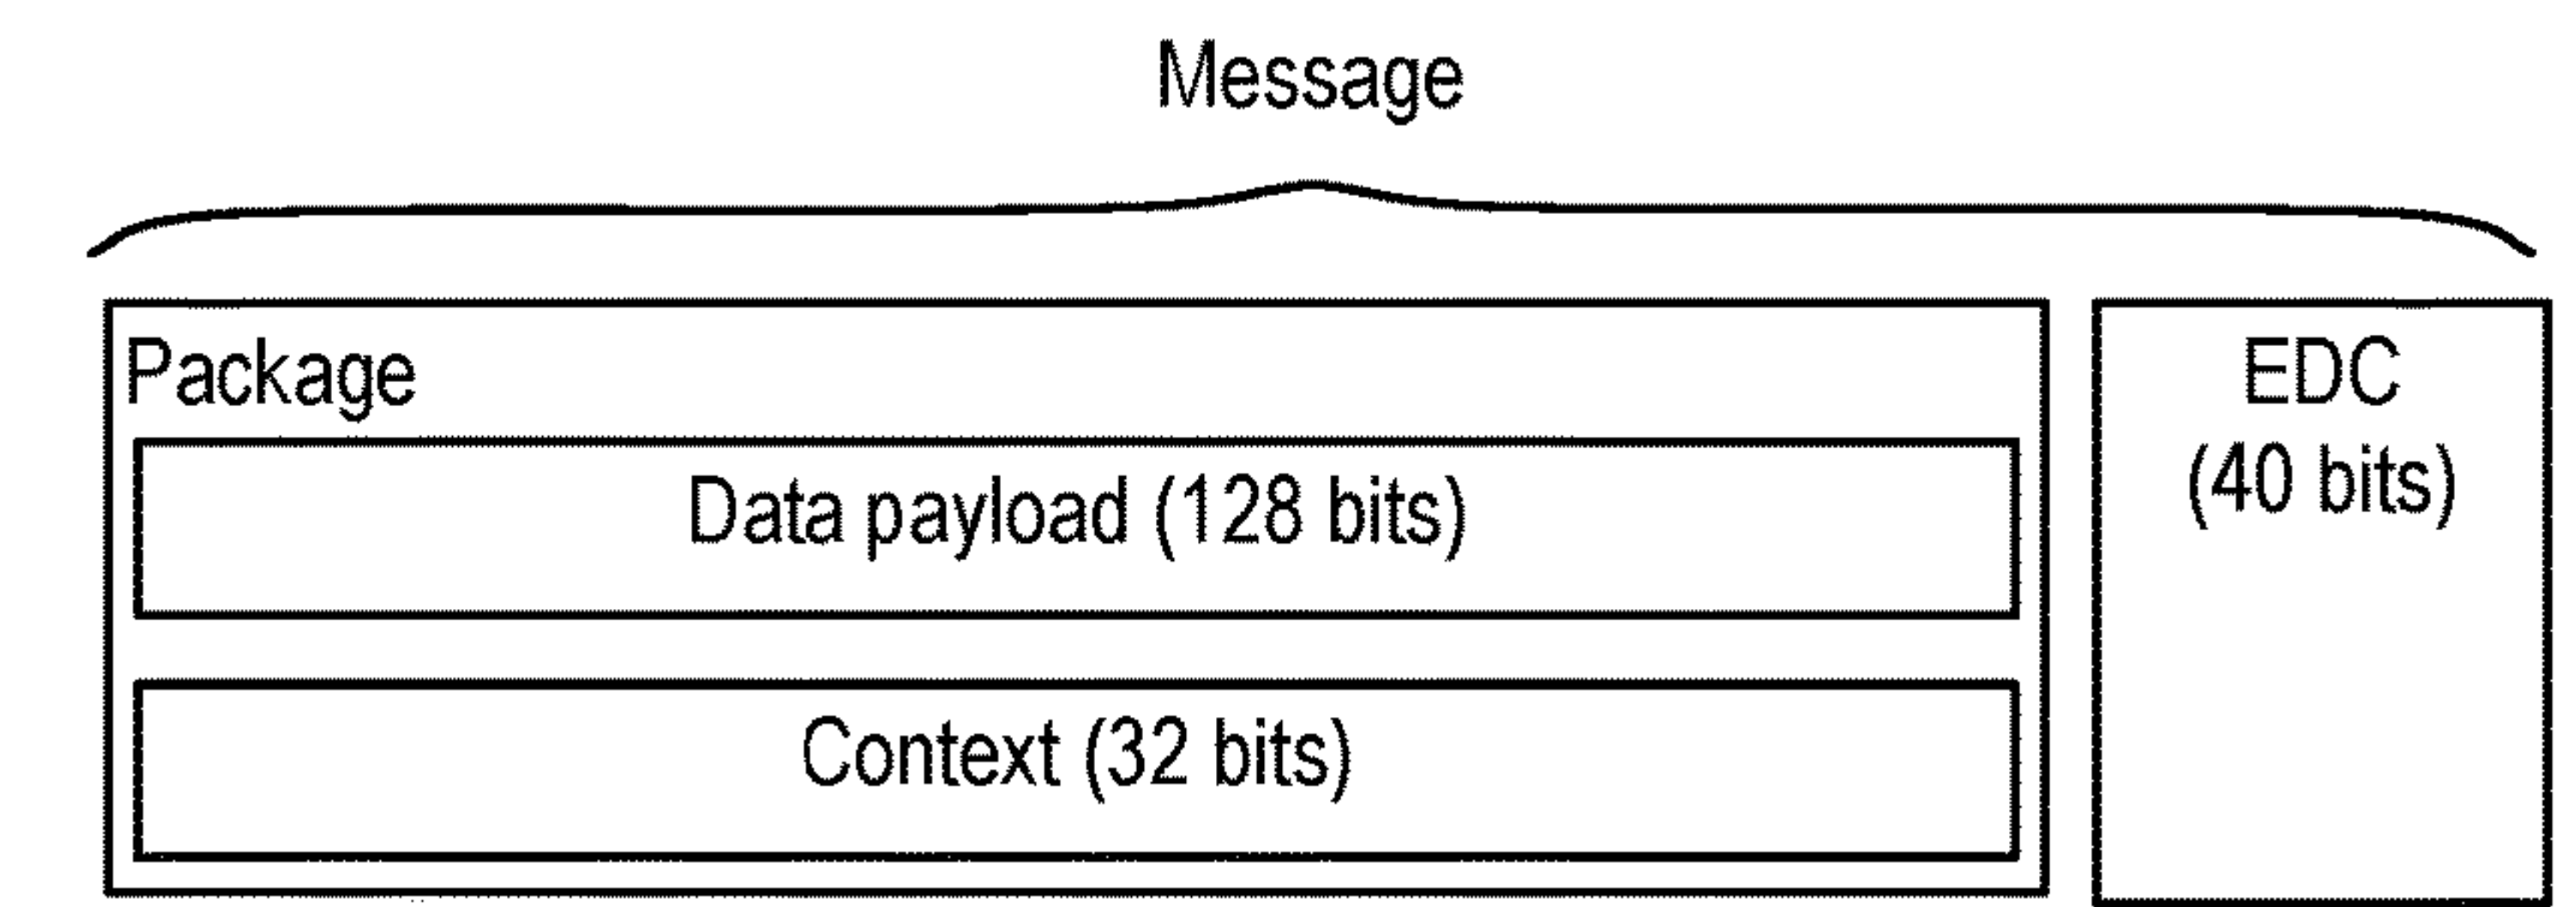 Message
Package
EDC
(40 bits)
Data payload (128 bits)
Context (32 bits)